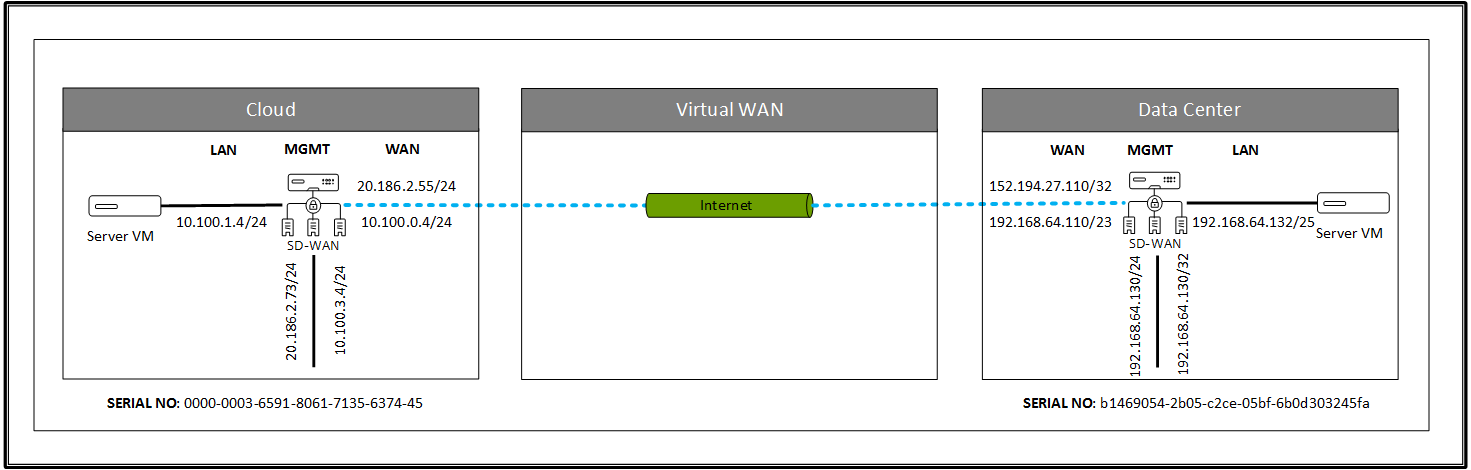 Cloud
LAN
MGMT
WAN
20.186.2.55/24
10.100.1.4/24
10.100.0.4/24
Server VM
SD-WAN
20.186.2.73/24
10.100.3.4/24
SERIAL NO: 0000-0003-6591-8061-7135-6374-45
Virtual WAN
Internet
Data Center
WAN
MGMT
LAN
152.194.27.110/32
192.168.64.110/23
192.168.64.132/25
Server VM
SD-WAN
192.168.64.130/24
192.168.64.130/32
SERIAL NO: b1469054-2b05-c2ce-05bf-6b0d303245fa